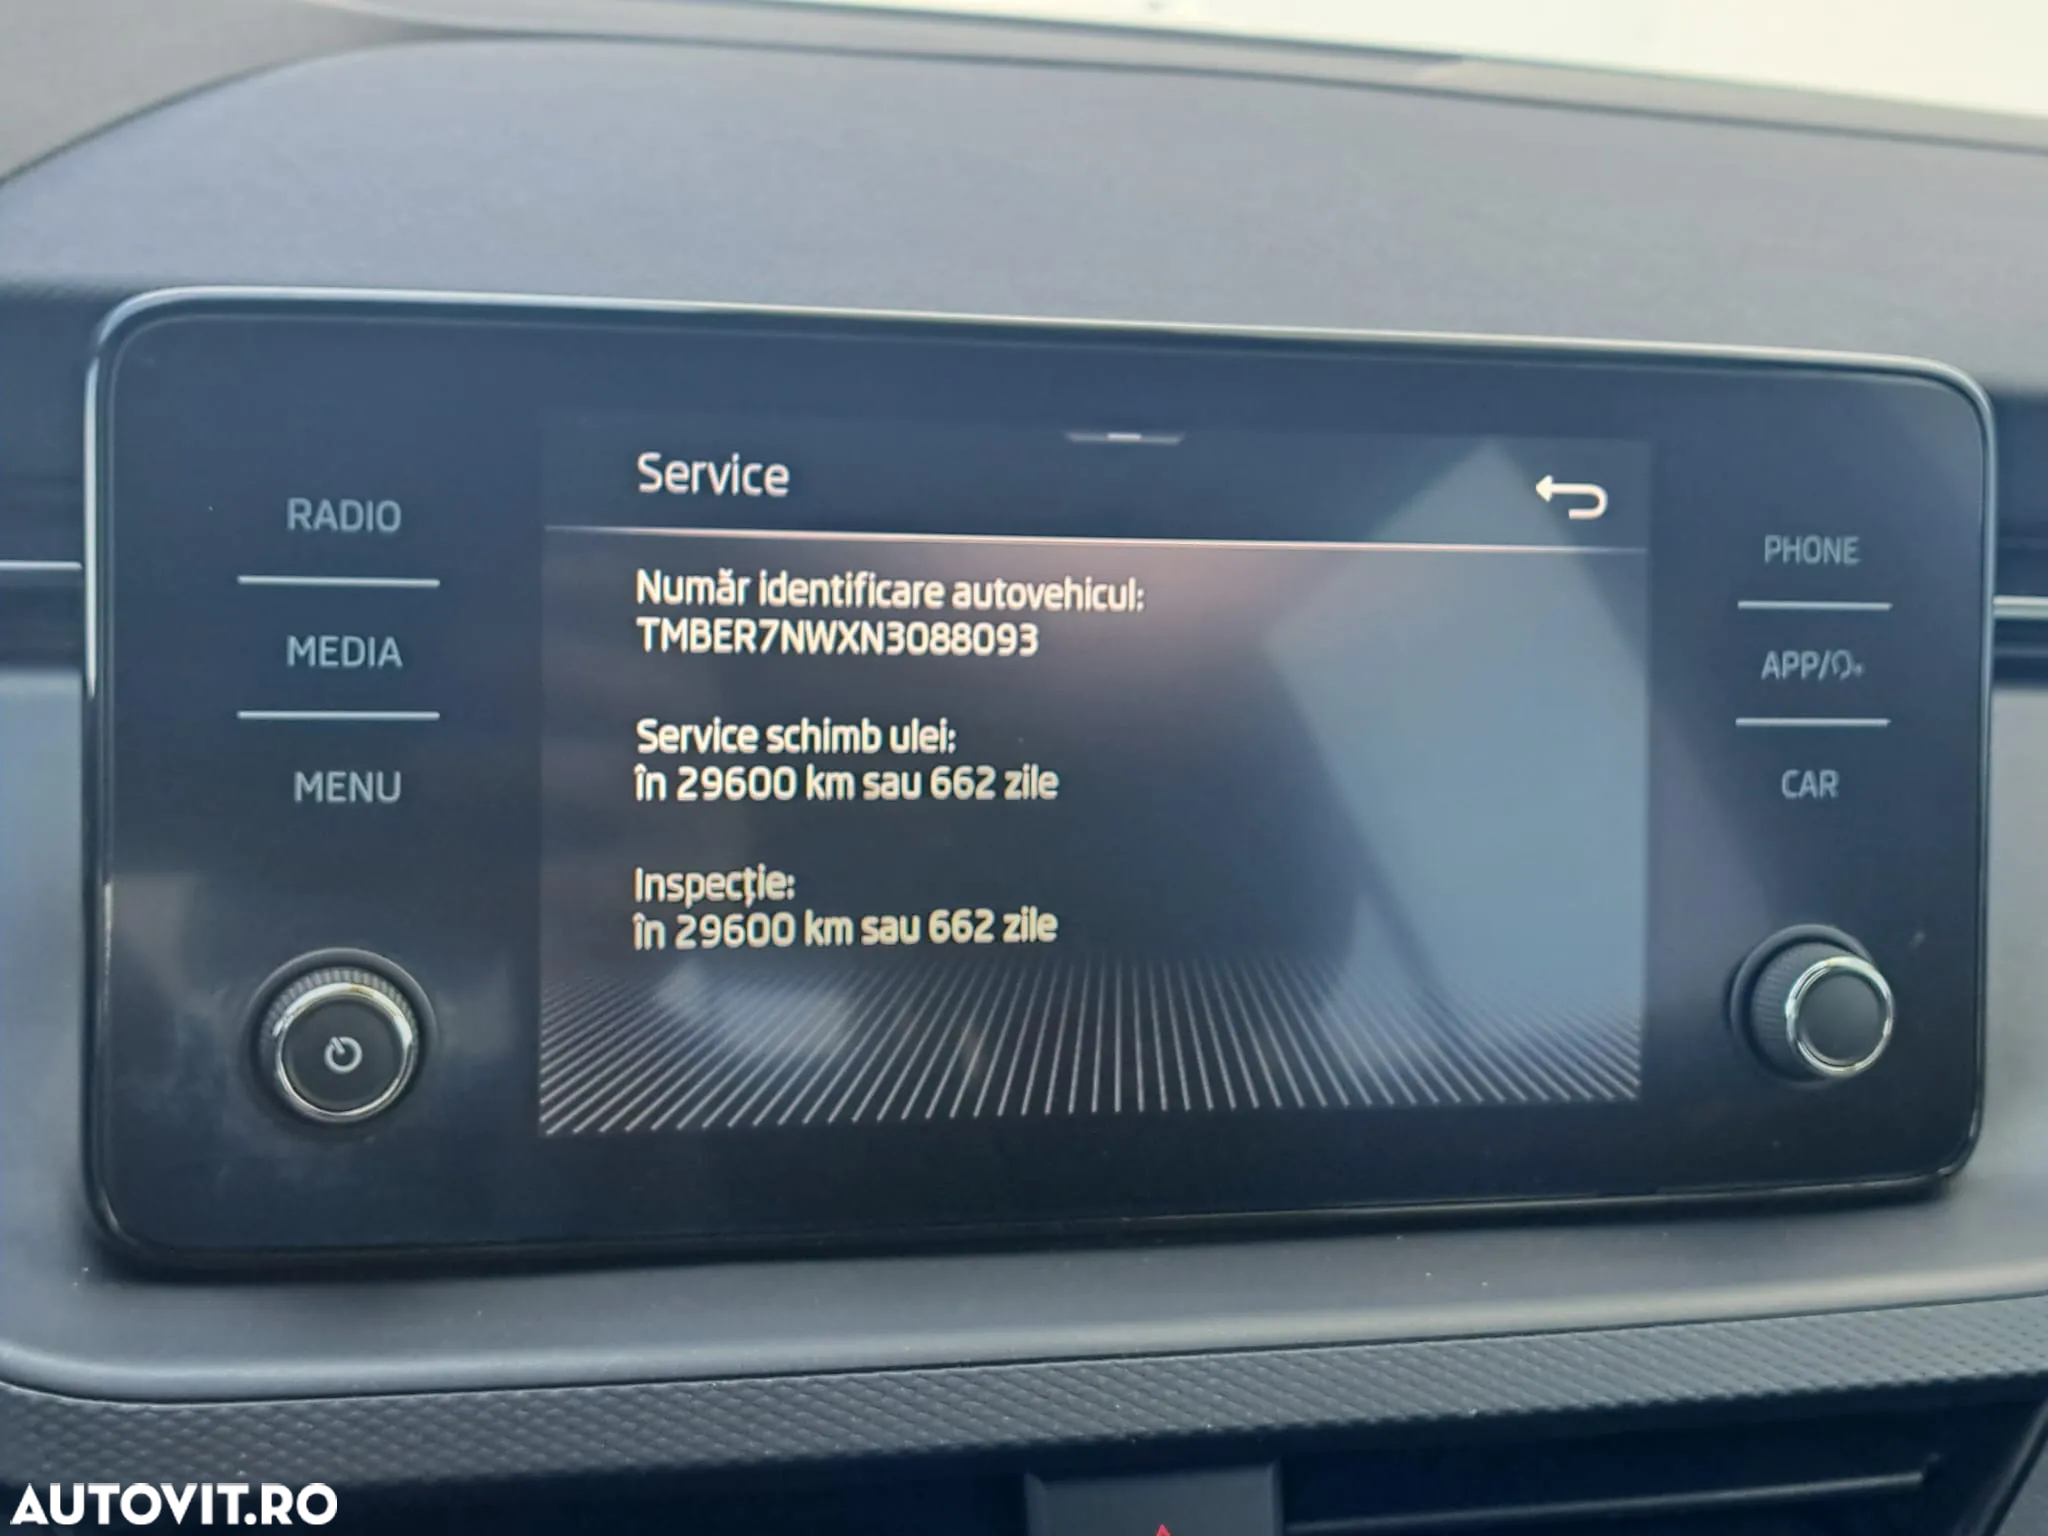 Service
RADIO
MEDIA
MENU
Număr identificare autovehicul:
TMBER7NWXN3088093
Service schimb ulei:
în 29600 km sau 662 zile
Inspecție:
în 29600 km sau 662 zile
PHONE
APP/
CAR
AUTOVIT.RO